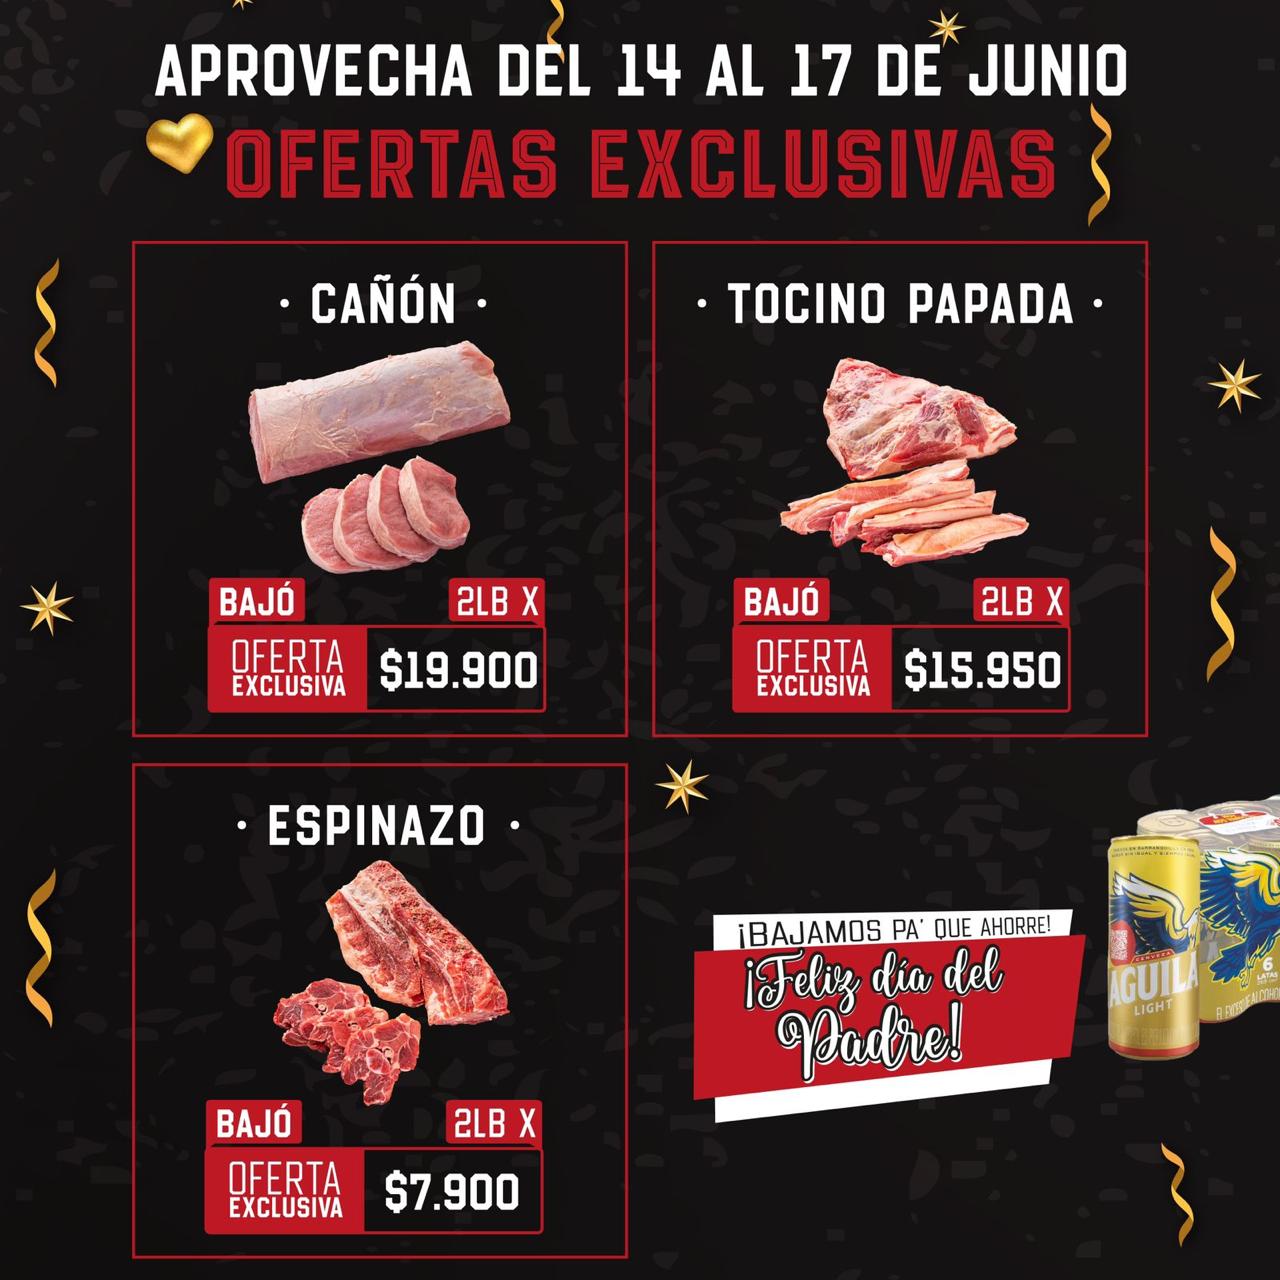 APROVECHA DEL 14 AL 17 DE JUNIO
OFERTAS EXCLUSIVAS
· CAÑÓN ·
BAJÓ
2LB X
OFERTA
EXCLUSIVA
$19.900
· TOCINO PAPADA ·
BAJÓ
2LB X
OFERTA
EXCLUSIVA
$15.950
· ESPINAZO ·
BAJÓ
2LB X
OFERTA
EXCLUSIVA
$7.900
¡BAJAMOS PA' QUE AHORRE!
¡Feliz día del
Padre!
CERVEZA
AGUILA
LIGHT
6
LATAS